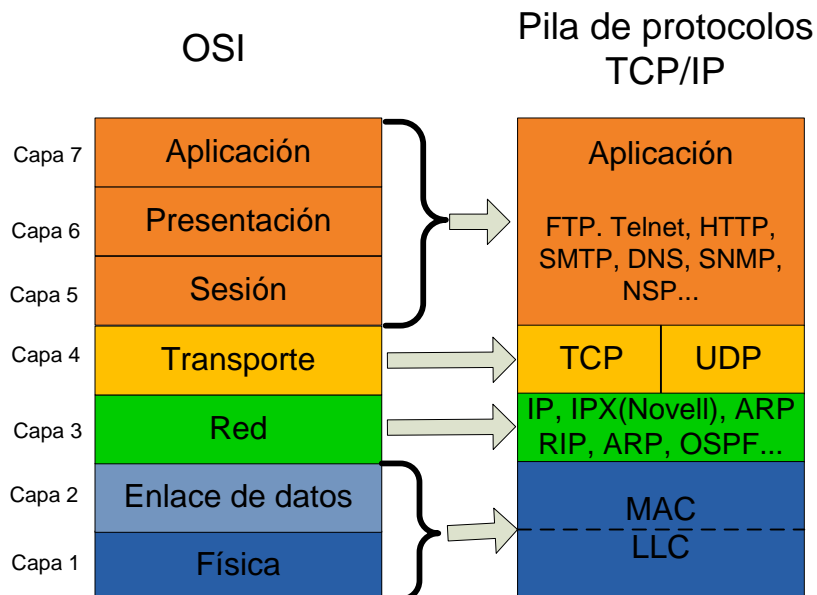 OSI
Pila de protocolos
TCP/IP
Capa 7
Aplicación
Capa 6
Presentación
Capa 5
Sesión
Capa 4
Transporte
Capa 3
Red
Capa 2
Enlace de datos
Capa 1
Física
Aplicación
FTP. Telnet, HTTP,
SMTP, DNS, SNMP,
NSP...
TCP
UDP
IP, IPX(Novell), ARP
RIP, ARP, OSPF...
MAC
LLC